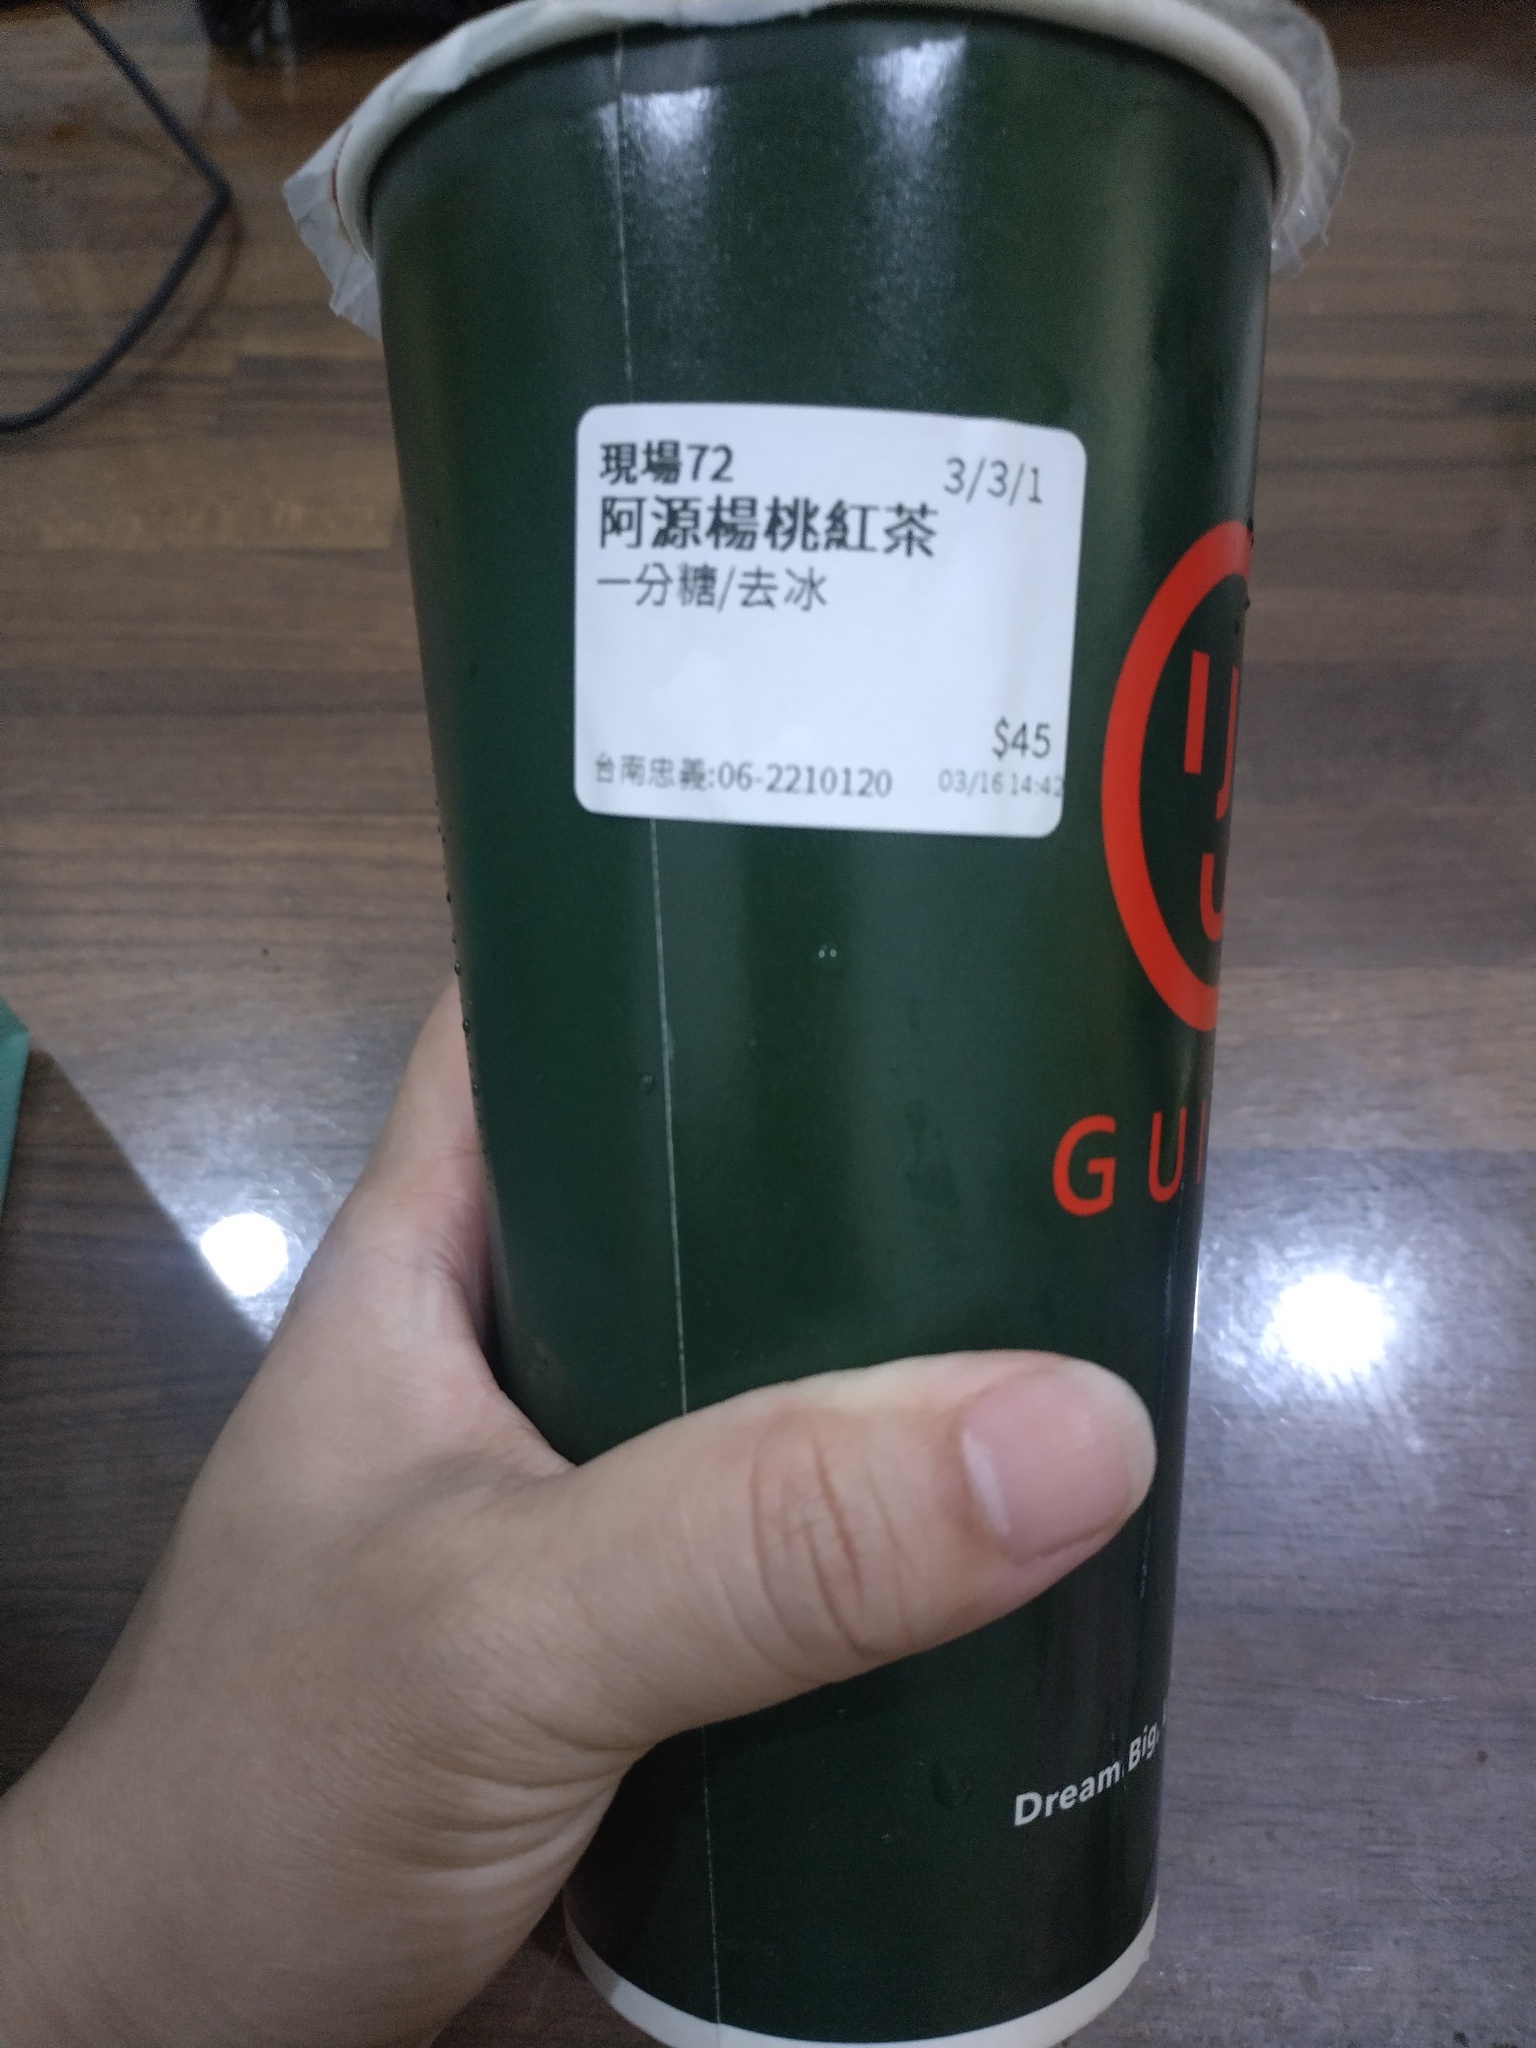 現場72
3/3/1
阿源楊桃紅茶
一分糖/去冰
$45
台南忠義:06-2210120
03/16 14:42
GUI
Dream Big,